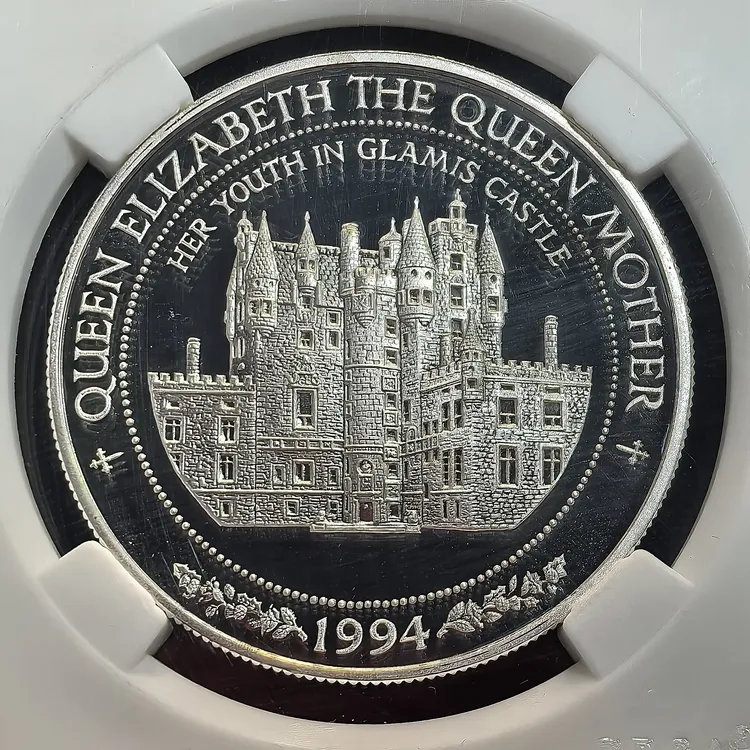 QUEEN ELIZABETH THE QUEEN MOTHER
HER YOUTH IN GLAMIS CASTLE
1994